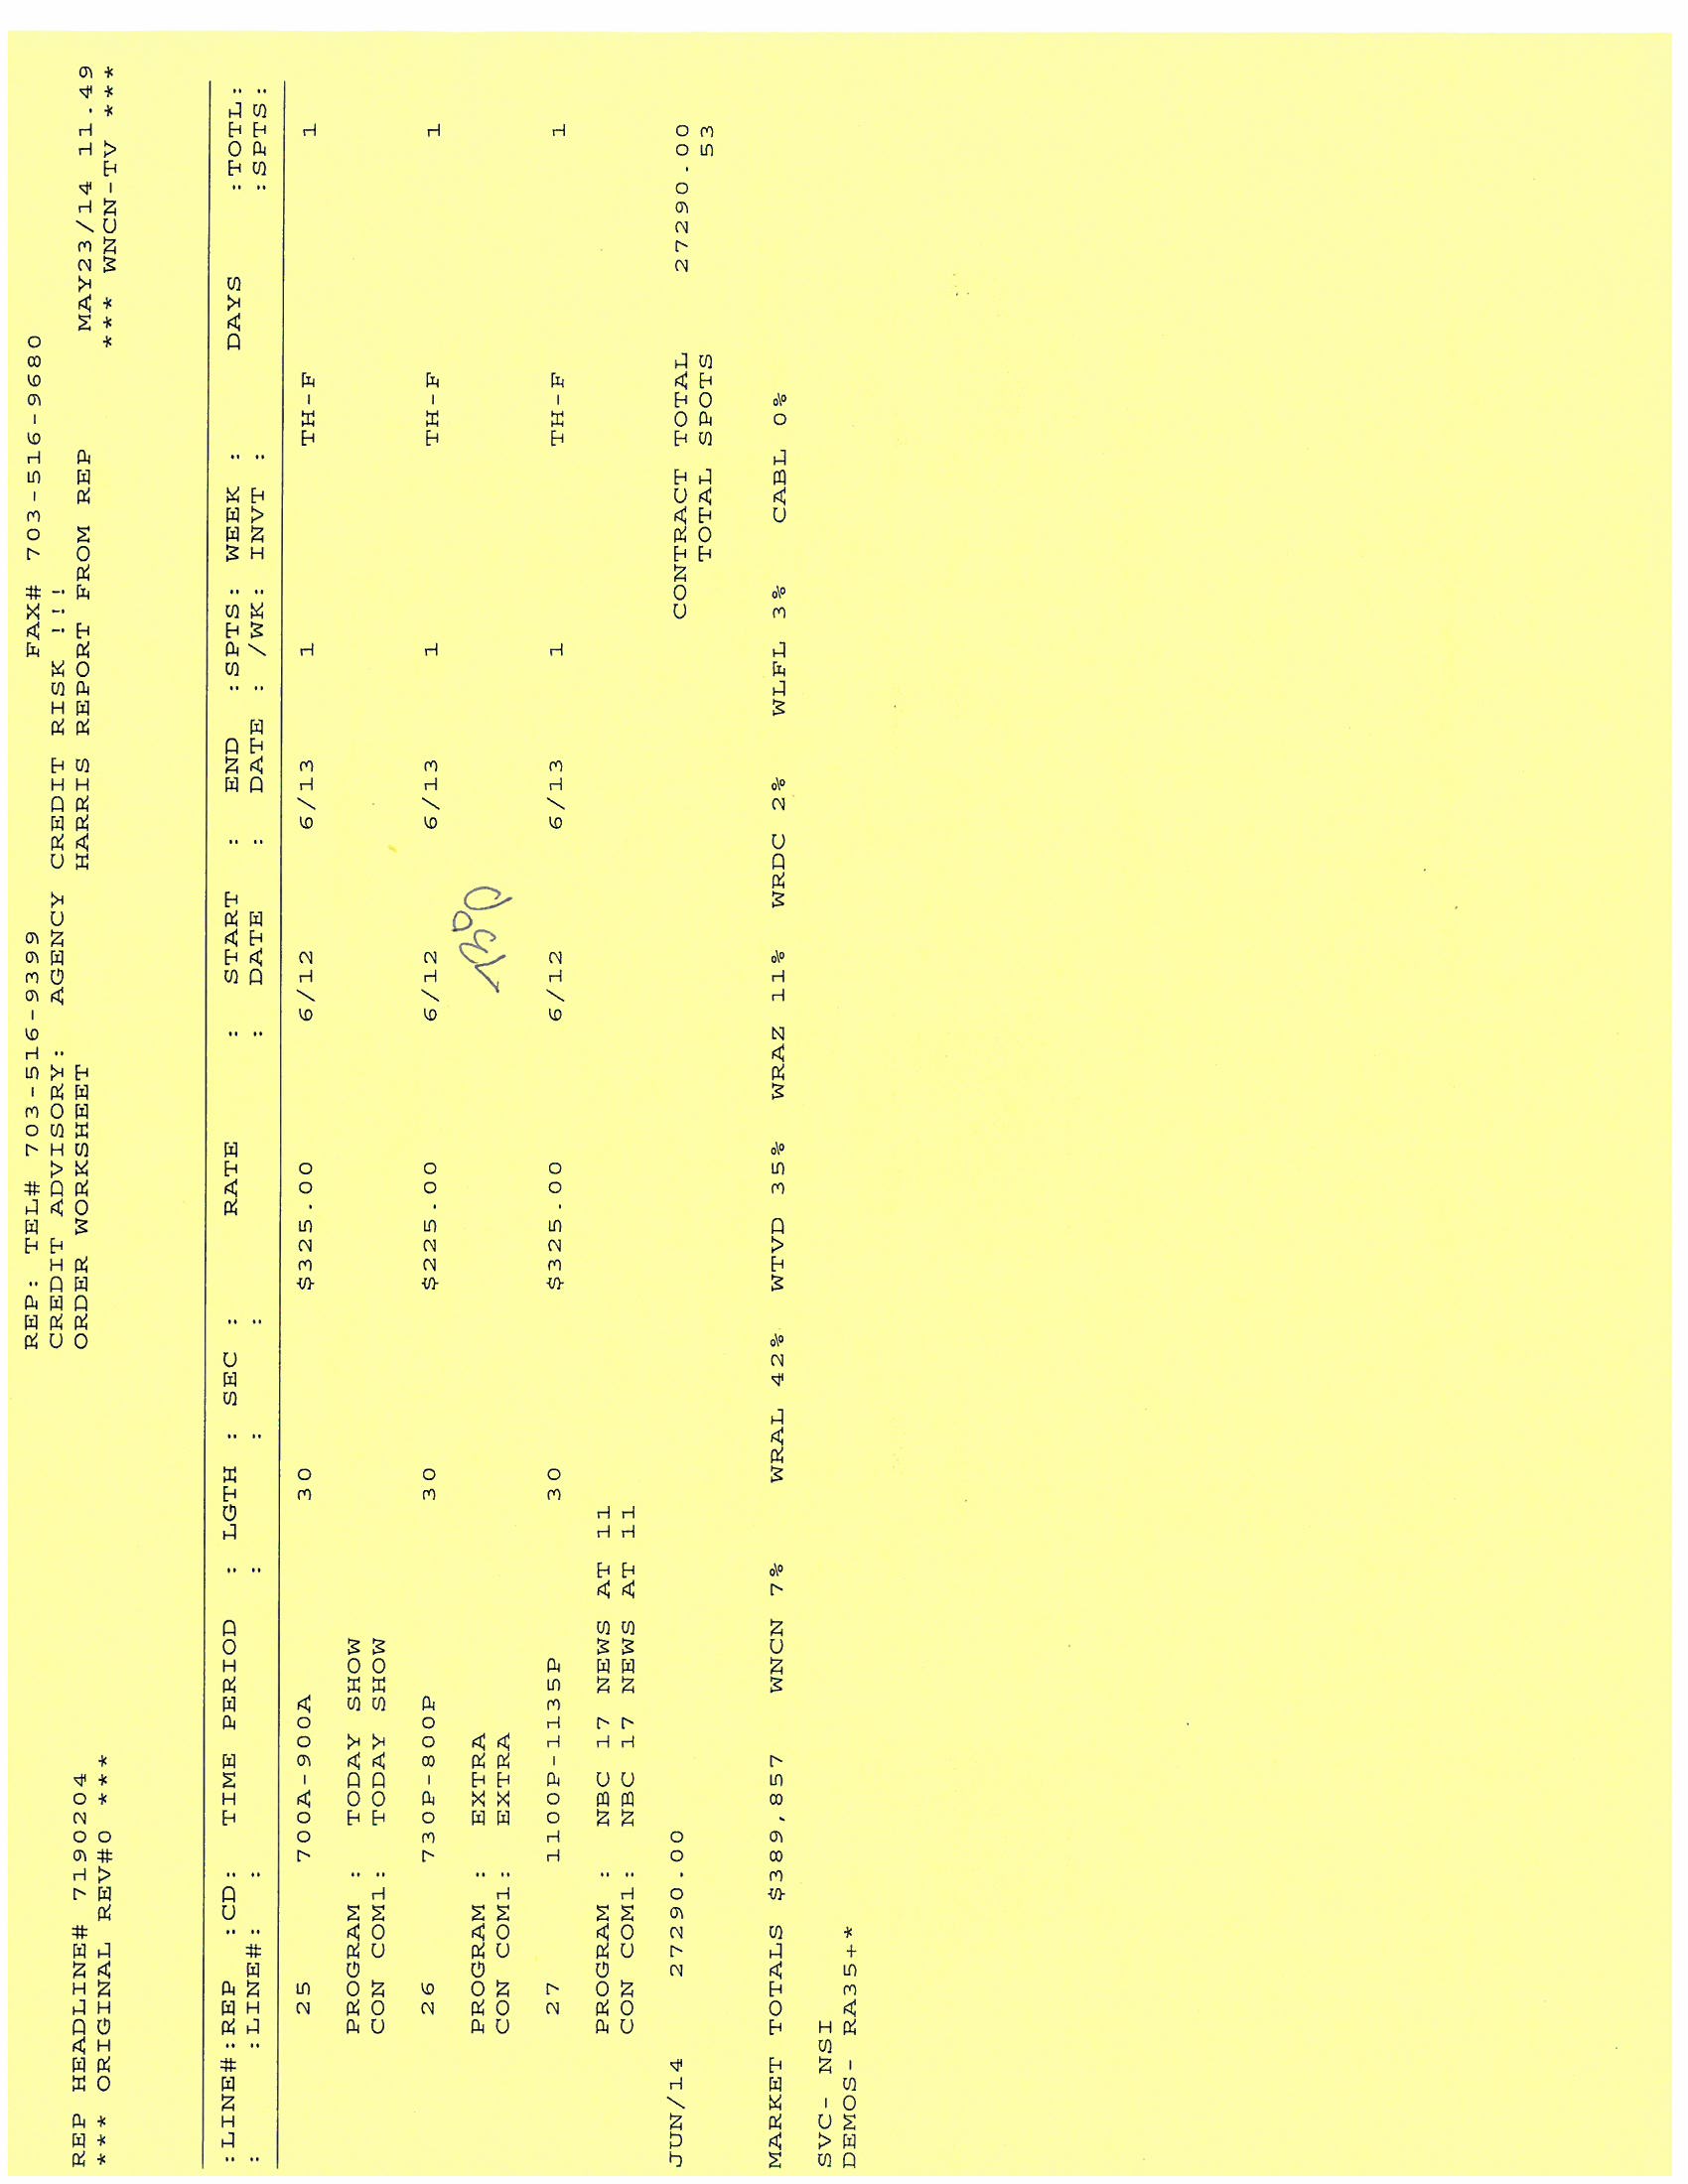 REP: TEL# 703-516-9399 FAX# 703-516-9680
CREDIT ADVISORY: AGENCY CREDIT RISK !!!
REP HEADLINE# 7190204 ORDER WORKSHEET HARRIS REPORT FROM REP MAY23/14 11.49
*** ORIGINAL REV#0 *** *** WNCN-TV ***
:LINE#:REP :CD: TIME PERIOD : LGTH : SEC : RATE : START : END :SPTS: WEEK : DAYS :TOTL:
: :LINE#: : : : : : DATE : DATE : /WK: INVT : :SPTS:
25 700A-900A 30 $325.00 6/12 6/13 1 TH-F 1
PROGRAM : TODAY SHOW
CON COM1: TODAY SHOW
26 730P-800P 30 $225.00 6/12 6/13 1 TH-F 1
PROGRAM : EXTRA
CON COM1: EXTRA
27 1100P-1135P 30 $325.00 6/12 6/13 1 TH-F 1
PROGRAM : NBC 17 NEWS AT 11
CON COM1: NBC 17 NEWS AT 11
JUN/14 27290.00 CONTRACT TOTAL 27290.00
TOTAL SPOTS 53
MARKET TOTALS $389,857 WNCN 7% WRAL 42% WTVD 35% WRAZ 11% WRDC 2% WLFL 3% CABL 0%
SVC- NSI
DEMOS- RA35+*